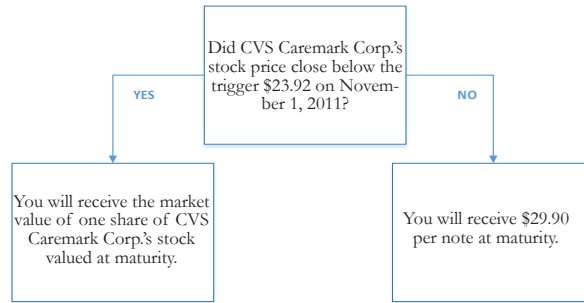 Did CVS Caremark Corp.'s
stock price close below the
trigger $23.92 on Novem-
ber 1, 2011?
YES
NO
You will receive the market
value of one share of CVS
Caremark Corp.'s stock
valued at maturity.
You will receive $29.90
per note at maturity.